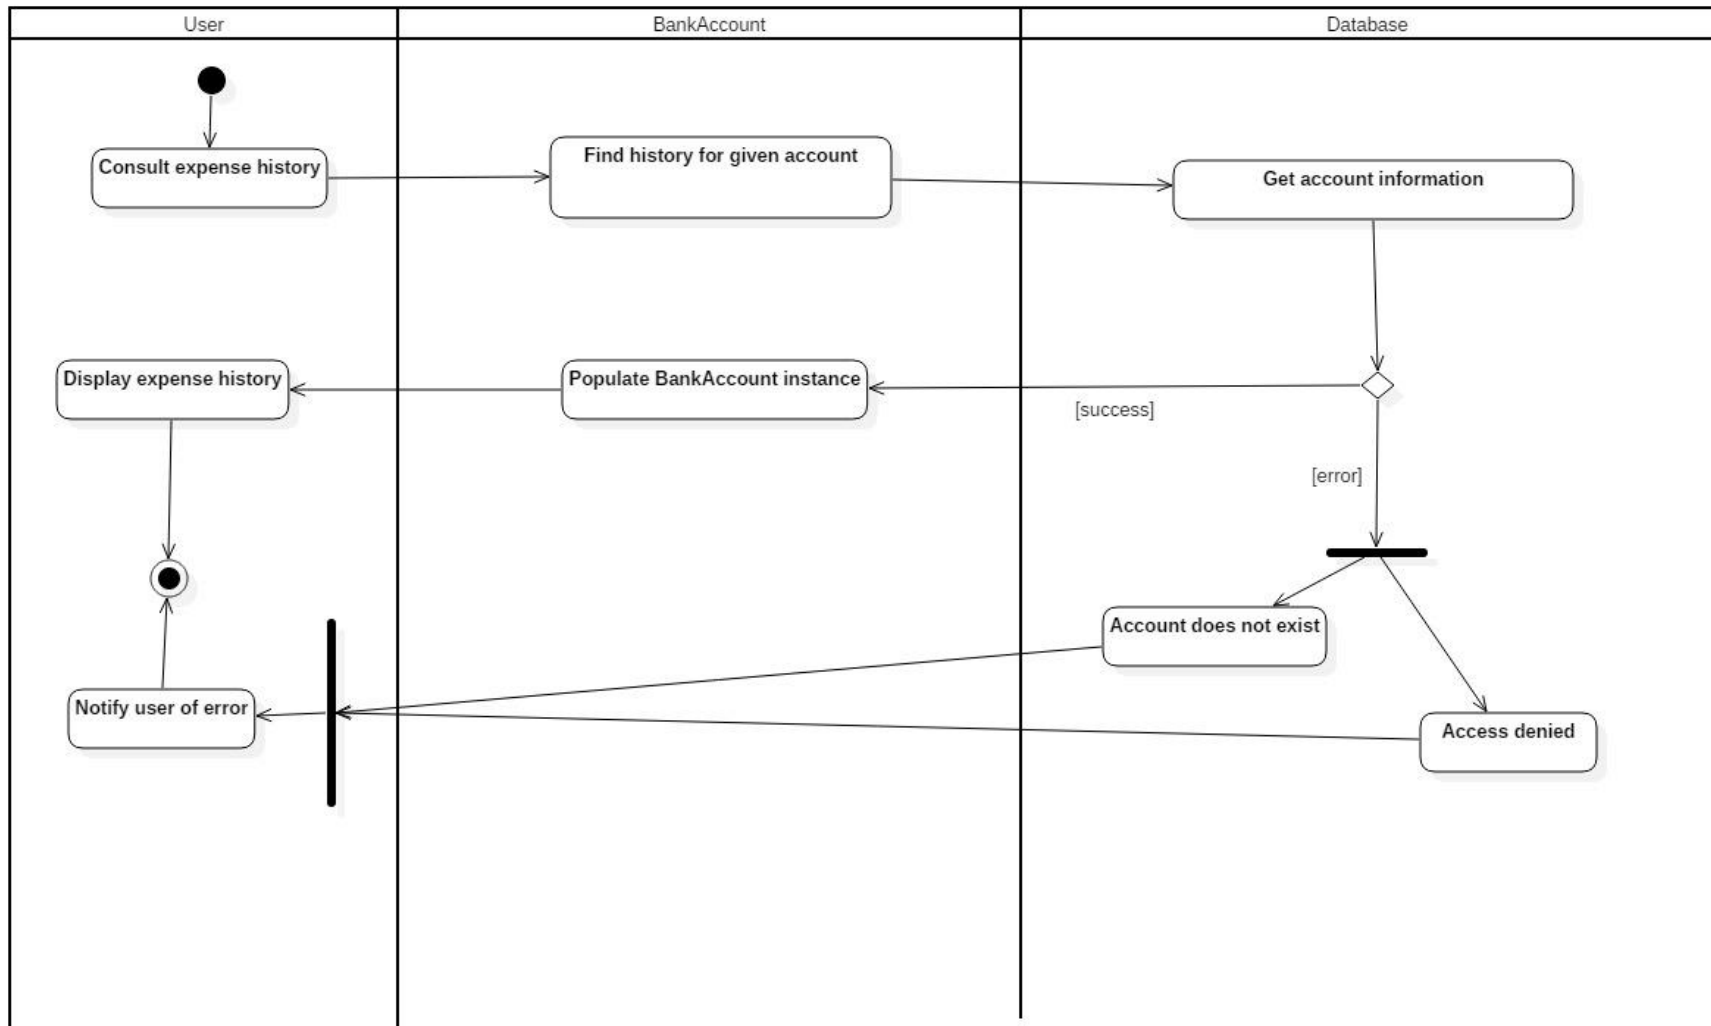 User
BankAccount
Database
Consult expense history
Find history for given account
Get account information
Display expense history
Populate BankAccount instance
[success]
[error]
Account does not exist
Notify user of error
Access denied